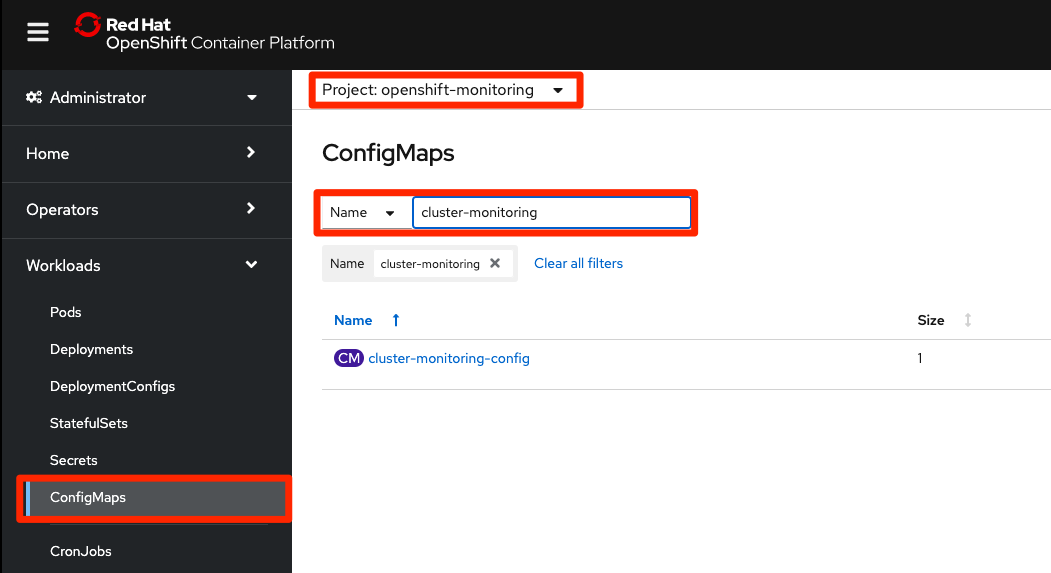 Red Hat
OpenShift Container Platform
Administrator
Home
Operators
Workloads
Pods
Deployments
DeploymentConfigs
StatefulSets
Secrets
ConfigMaps
CronJobs
Project: openshift-monitoring
ConfigMaps
Name cluster-monitoring
Name cluster-monitoring Clear all filters
Name Size
CM cluster-monitoring-config 1